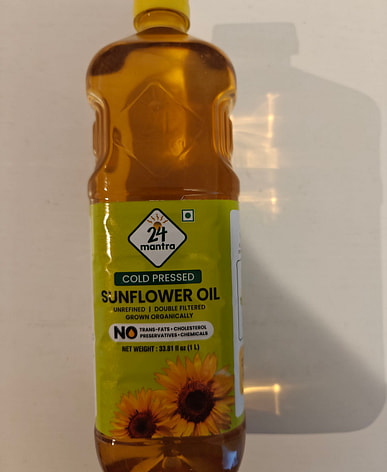 24
mantra
COLD PRESSED
SUNFLOWER OIL
UNREFINED | DOUBLE FILTERED
GROWN ORGANICALLY
NO TRANS-FATS • CHOLESTEROL
PRESERVATIVES • CHEMICALS
NET WEIGHT : 33.81 fl oz (1 L)